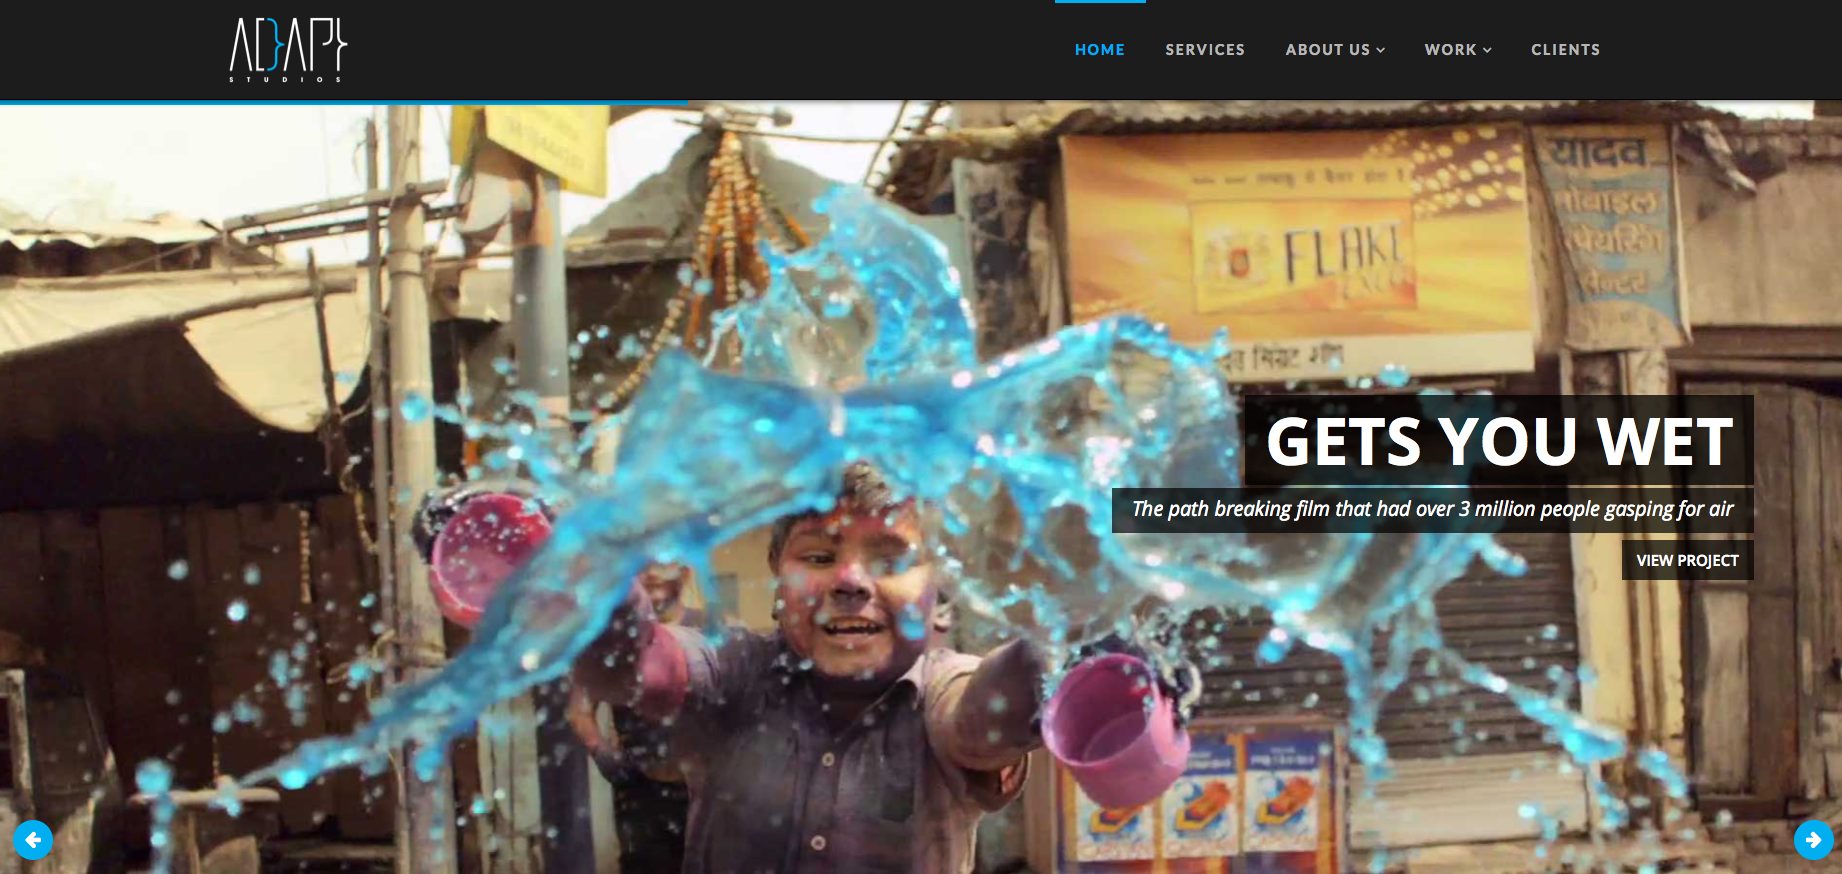 ADAPT
STUDIOS
HOME
SERVICES
ABOUT US
WORK
CLIENTS
यादव
मोबाइल
रिपेयरिंग
सेन्टर
FLAKE
EXCEL
सिग्रेट शॉप
GETS YOU WET
The path breaking film that had over 3 million people gasping for air
VIEW PROJECT